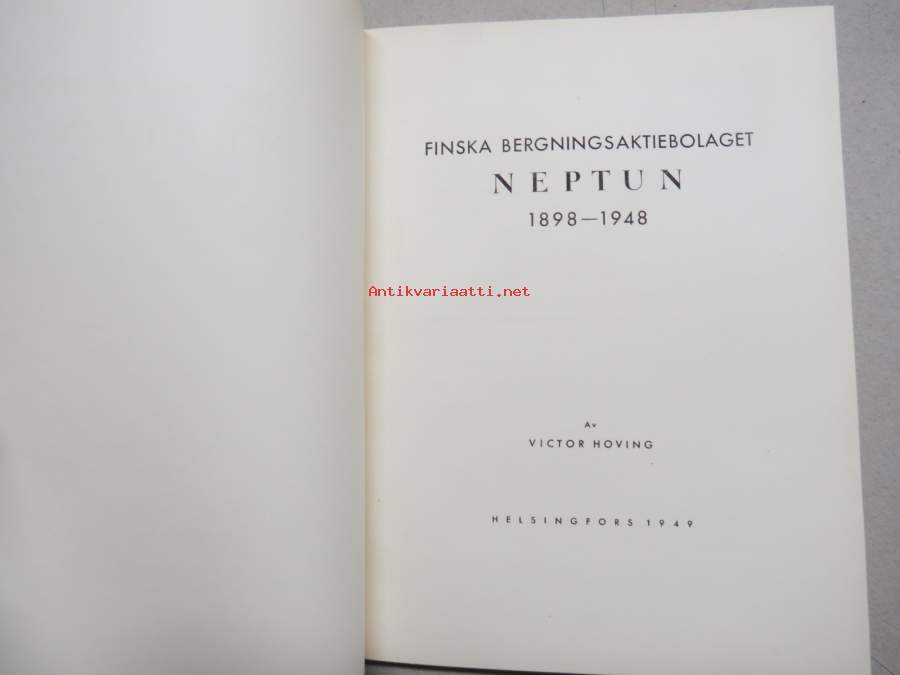 FINSKA BERGNINGSAKTIEBOLAGET
NEPTUN
1898—1948
Antikvariaatti.net
Av
VICTOR HOVING
HELSINGFORS 1949